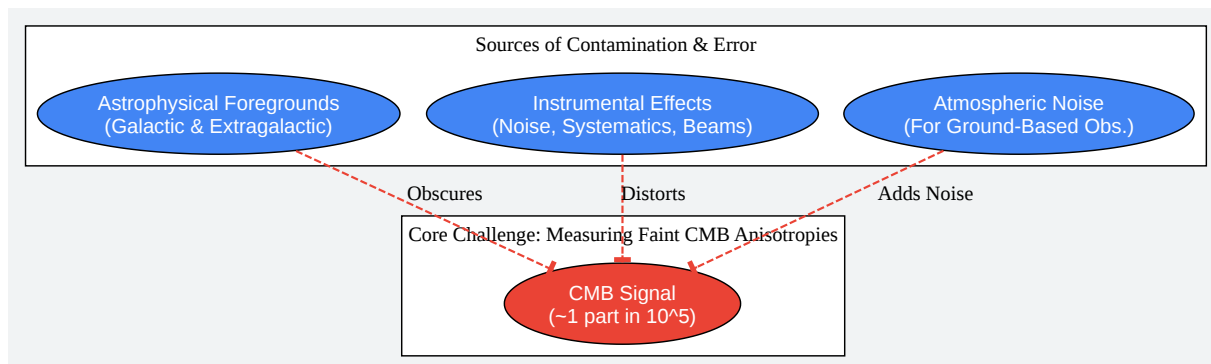 Sources of Contamination & Error
Astrophysical Foregrounds
(Galactic & Extragalactic)
Instrumental Effects
(Noise, Systematics, Beams)
Atmospheric Noise
(For Ground-Based Obs.)
Obscures
Distorts
Adds Noise
Core Challenge: Measuring Faint CMB Anisotropies
CMB Signal
(~1 part in 10^5)